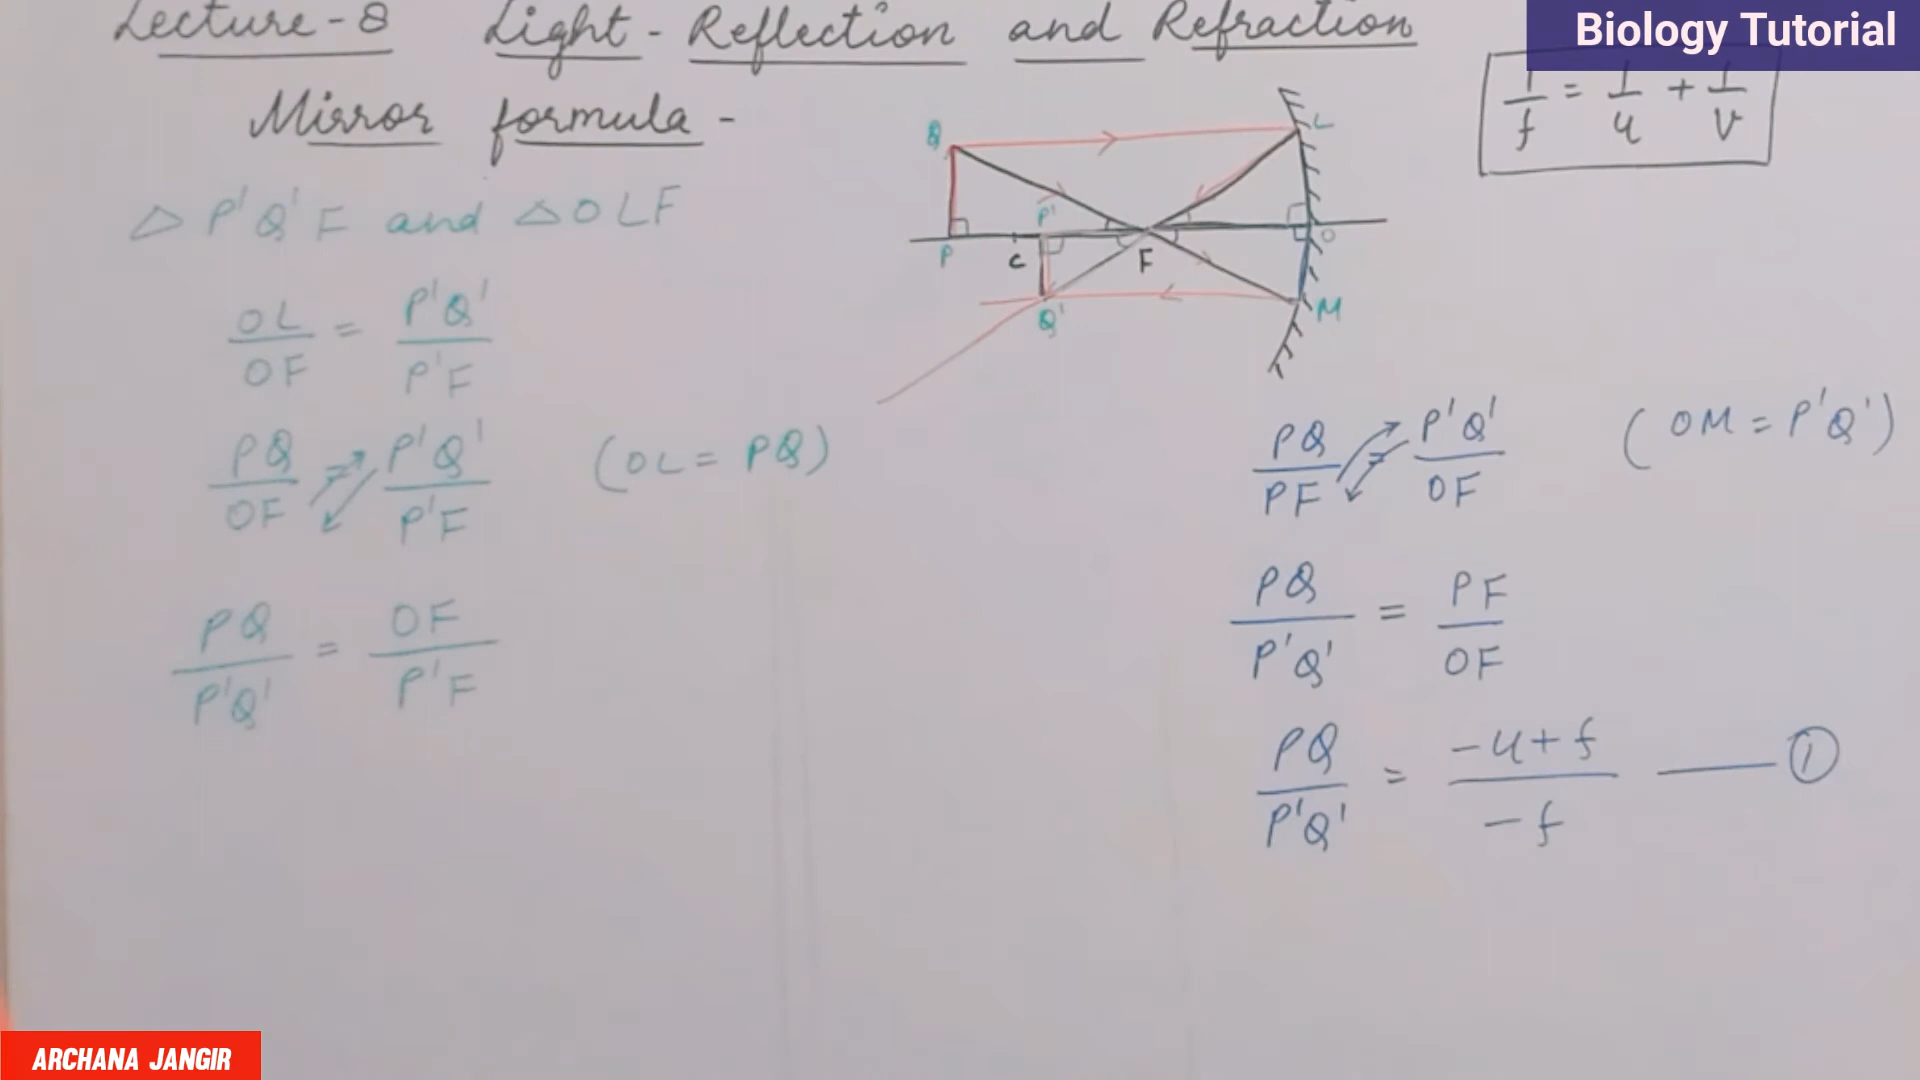 Lecture-8 Light-Reflection and Refraction
Biology Tutorial
Mirror formula -
1/f = 1/u + 1/v
Q
L
P'
P
C
F
O
Q'
M
△ P'Q'F and △OLF
OL/OF = P'Q'/P'F
PQ/OF = P'Q'/P'F (OL = PQ)
PQ/P'Q' = OF/P'F
PQ/PF = P'Q'/OF (OM = P'Q')
PQ/P'Q' = PF/OF
PQ/P'Q' = -u+f/-f ——— ①
ARCHANA JANGIR